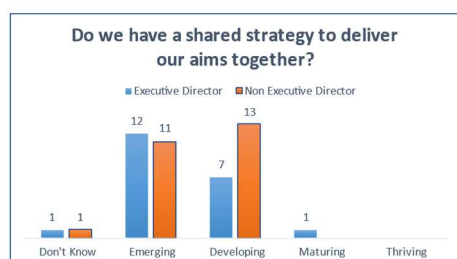 Do we have a shared strategy to deliver
our aims together?
Executive Director Non Executive Director
1 1 12 11 7 13 1
Don't Know Emerging Developing Maturing Thriving